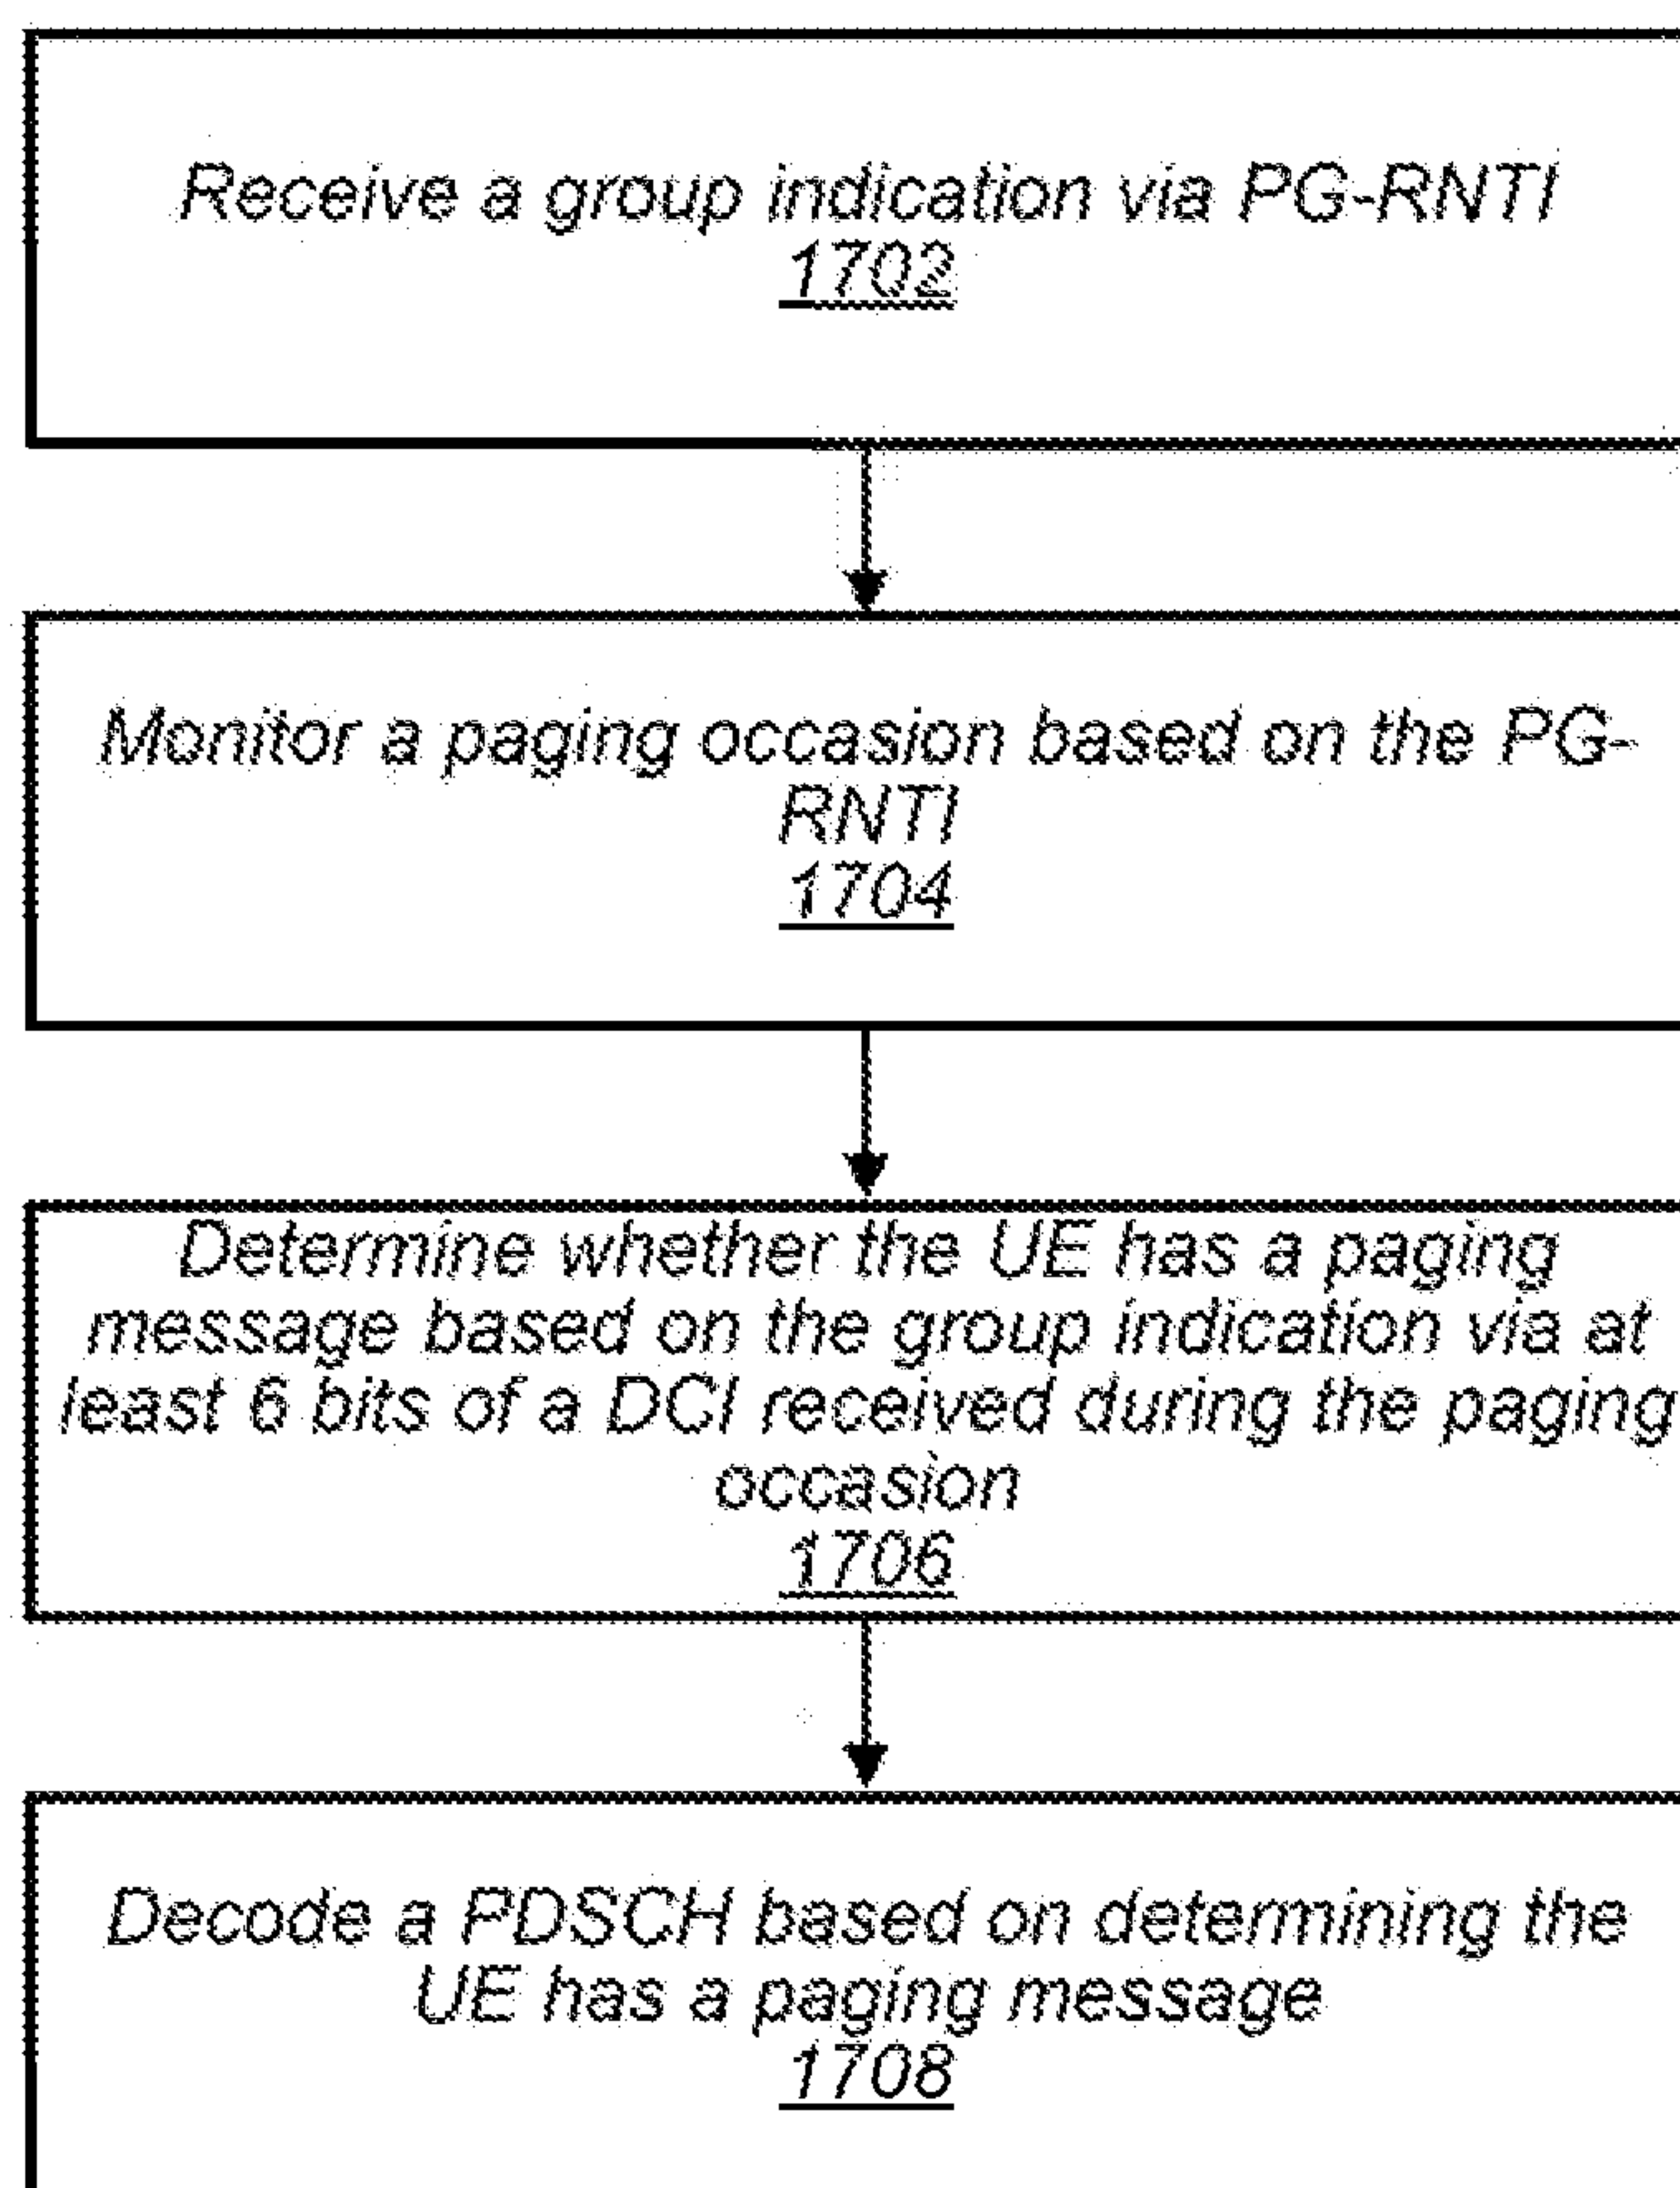 Receive a group indication via PG-RNTI
1702
Monitor a paging occasion based on the PG-
RNTI
1704
Determine whether the UE has a paging
message based on the group indication via at
least 6 bits of a DCI received during the paging
occasion
1706
Decode a PDSCH based on determining the
UE has a paging message
1708